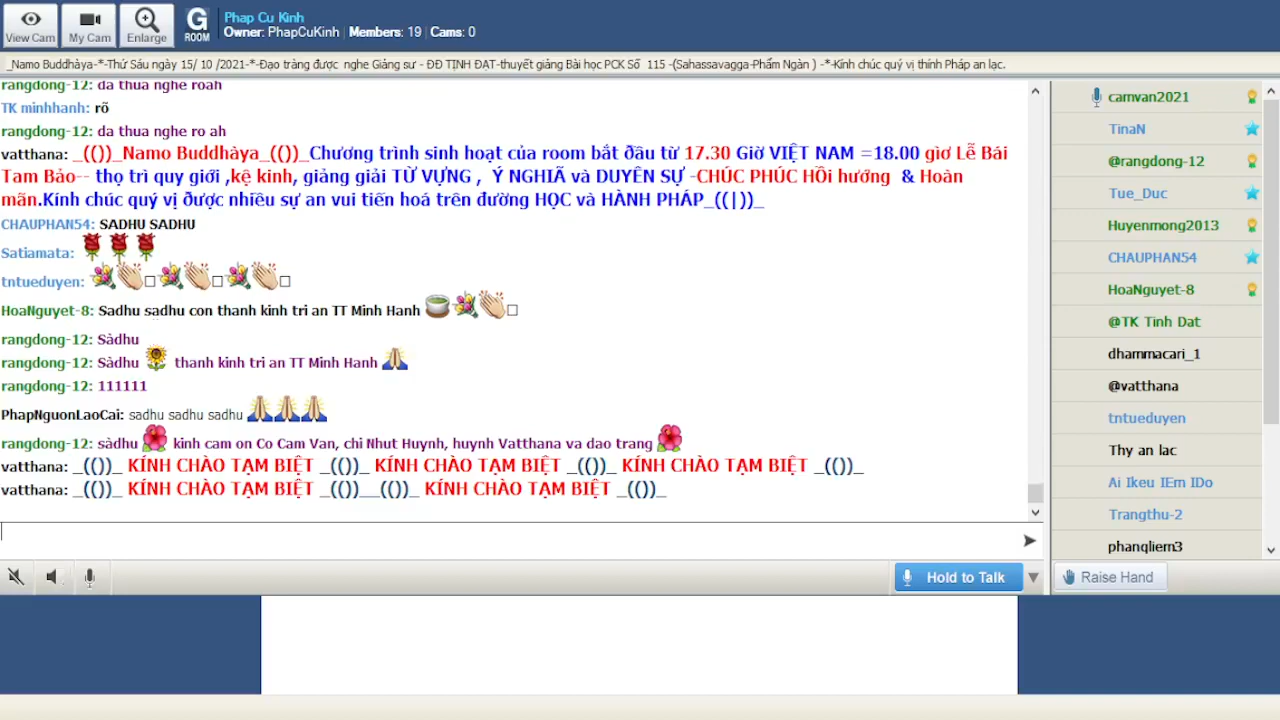 View Cam
My Cam
Enlarge
G
ROOM
Phap Cu Kinh
Owner: PhapCuKinh | Members: 19 | Cams: 0
_Namo Buddhàya-*-Thứ Sáu ngày 15/ 10 /2021-*-Đạo tràng được nghe Giảng sư - ĐĐ TỊNH ĐẠT-thuyết giảng Bài học PCK Số 115 -(Sahassavagga-Phẩm Ngàn ) -*-Kính chúc quý vị thính Pháp an lạc.
rangdong-12: da thua nghe roah
TK minhhanh: rõ
rangdong-12: da thua nghe ro ah
vatthana: _(())_Namo Buddhàya_(())_Chương trình sinh hoạt của room bắt đầu từ 17.30 Giờ VIỆT NAM =18.00 giơ Lễ Bái
Tam Bảo-- thọ trì quy giới ,kệ kinh, giảng giải TỪ VỰNG , Ý NGHIÃ và DUYÊN SỰ -CHÚC PHÚC HỒi hướng & Hoàn
mãn.Kính chúc quý vị được nhiều sự an vui tiến hoá trên đường HỌC và HÀNH PHÁP_((|))_
CHAUPHAN54: SADHU SADHU
Satiamata:
tntueduyen:
HoaNguyet-8: Sadhu sadhu con thanh kinh tri an TT Minh Hanh
rangdong-12: Sàdhu
rangdong-12: Sàdhu thanh kinh tri an TT Minh Hanh
rangdong-12: 111111
PhapNguonLaoCai: sadhu sadhu sadhu
rangdong-12: sàdhu kinh cam on Co Cam Van, chi Nhut Huynh, huynh Vatthana va dao trang
vatthana: _(())_ KÍNH CHÀO TẠM BIỆT _(())_ KÍNH CHÀO TẠM BIỆT _(())_ KÍNH CHÀO TẠM BIỆT _(())_
vatthana: _(())_ KÍNH CHÀO TẠM BIỆT _(())__(())_ KÍNH CHÀO TẠM BIỆT _(())_
Hold to Talk
camvan2021
TinaN
@rangdong-12
Tue_Duc
Huyenmong2013
CHAUPHAN54
HoaNguyet-8
@TK Tinh Dat
dhammacari_1
@vatthana
tntueduyen
Thy an lac
Ai Ikeu IEm IDo
Trangthu-2
phanqliem3
Raise Hand